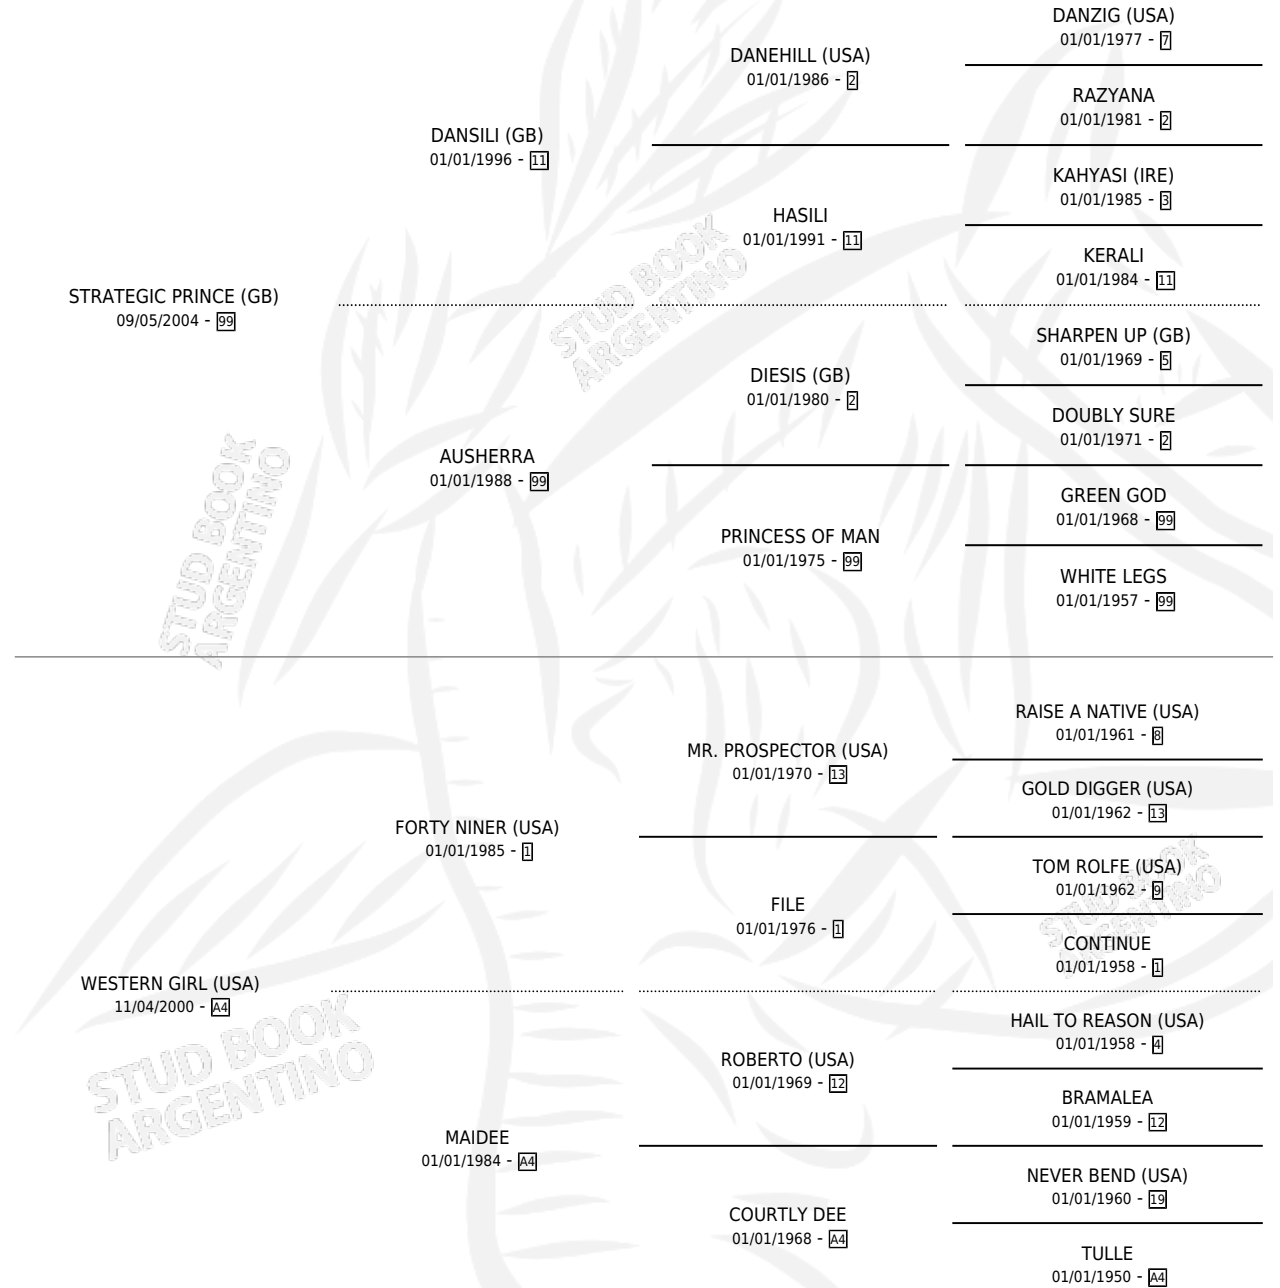 DANZIG (USA)
01/01/1977 - 7
DANEHILL (USA)
01/01/1986 - 2
RAZYANA
01/01/1981 - 2
DANSILI (GB)
01/01/1996 - 11
KAHYASI (IRE)
01/01/1985 - 3
HASILI
01/01/1991 - 11
KERALI
01/01/1984 - 11
STRATEGIC PRINCE (GB)
09/05/2004 - 99
SHARPEN UP (GB)
01/01/1969 - 5
DIESIS (GB)
01/01/1980 - 2
DOUBLY SURE
01/01/1971 - 2
AUSHERRA
01/01/1988 - 99
GREEN GOD
01/01/1968 - 99
PRINCESS OF MAN
01/01/1975 - 99
WHITE LEGS
01/01/1957 - 99
RAISE A NATIVE (USA)
01/01/1961 - 8
MR. PROSPECTOR (USA)
01/01/1970 - 13
GOLD DIGGER (USA)
01/01/1962 - 13
FORTY NINER (USA)
01/01/1985 - 1
TOM ROLFE (USA)
01/01/1962 - 9
FILE
01/01/1976 - 1
CONTINUE
01/01/1958 - 1
WESTERN GIRL (USA)
11/04/2000 - A4
HAIL TO REASON (USA)
01/01/1958 - 4
ROBERTO (USA)
01/01/1969 - 12
BRAMALEA
01/01/1959 - 12
MAIDEE
01/01/1984 - A4
NEVER BEND (USA)
01/01/1960 - 19
COURTLY DEE
01/01/1968 - A4
TULLE
01/01/1950 - A4
STUD BOOK
ARGENTINO
STUD BOOK
ARGENTINO
STUD BOOK
ARGENTINO
STUD BOOK
ARGENTINO